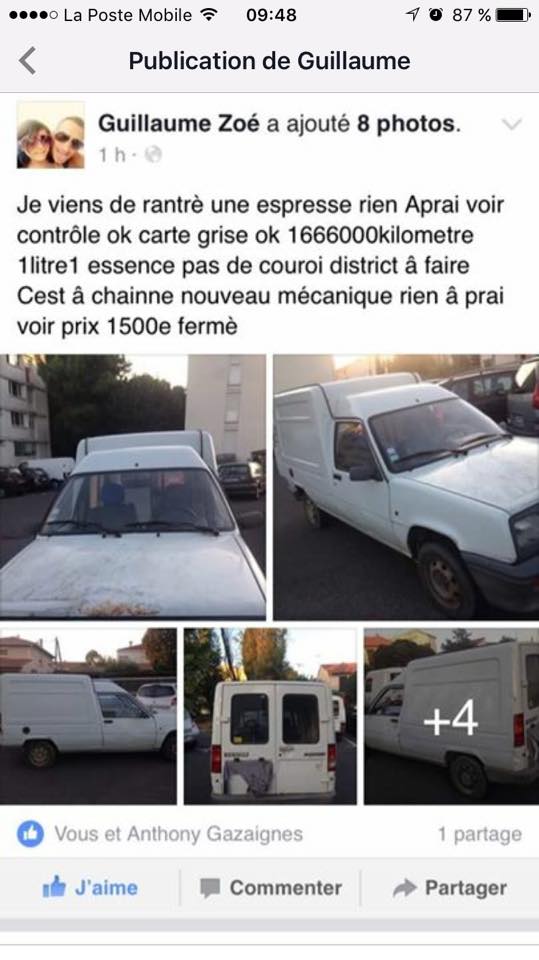 La Poste Mobile 09:48 87 %
Publication de Guillaume
Guillaume Zoé a ajouté 8 photos.
1 h
Je viens de rantrè une espresse rien Aprai voir
contrôle ok carte grise ok 1666000kilometre
1litre1 essence pas de couroi district â faire
Cest â chainne nouveau mécanique rien â prai
voir prix 1500e fermè
+4
Vous et Anthony Gazaignes 1 partage
J'aime Commenter Partager